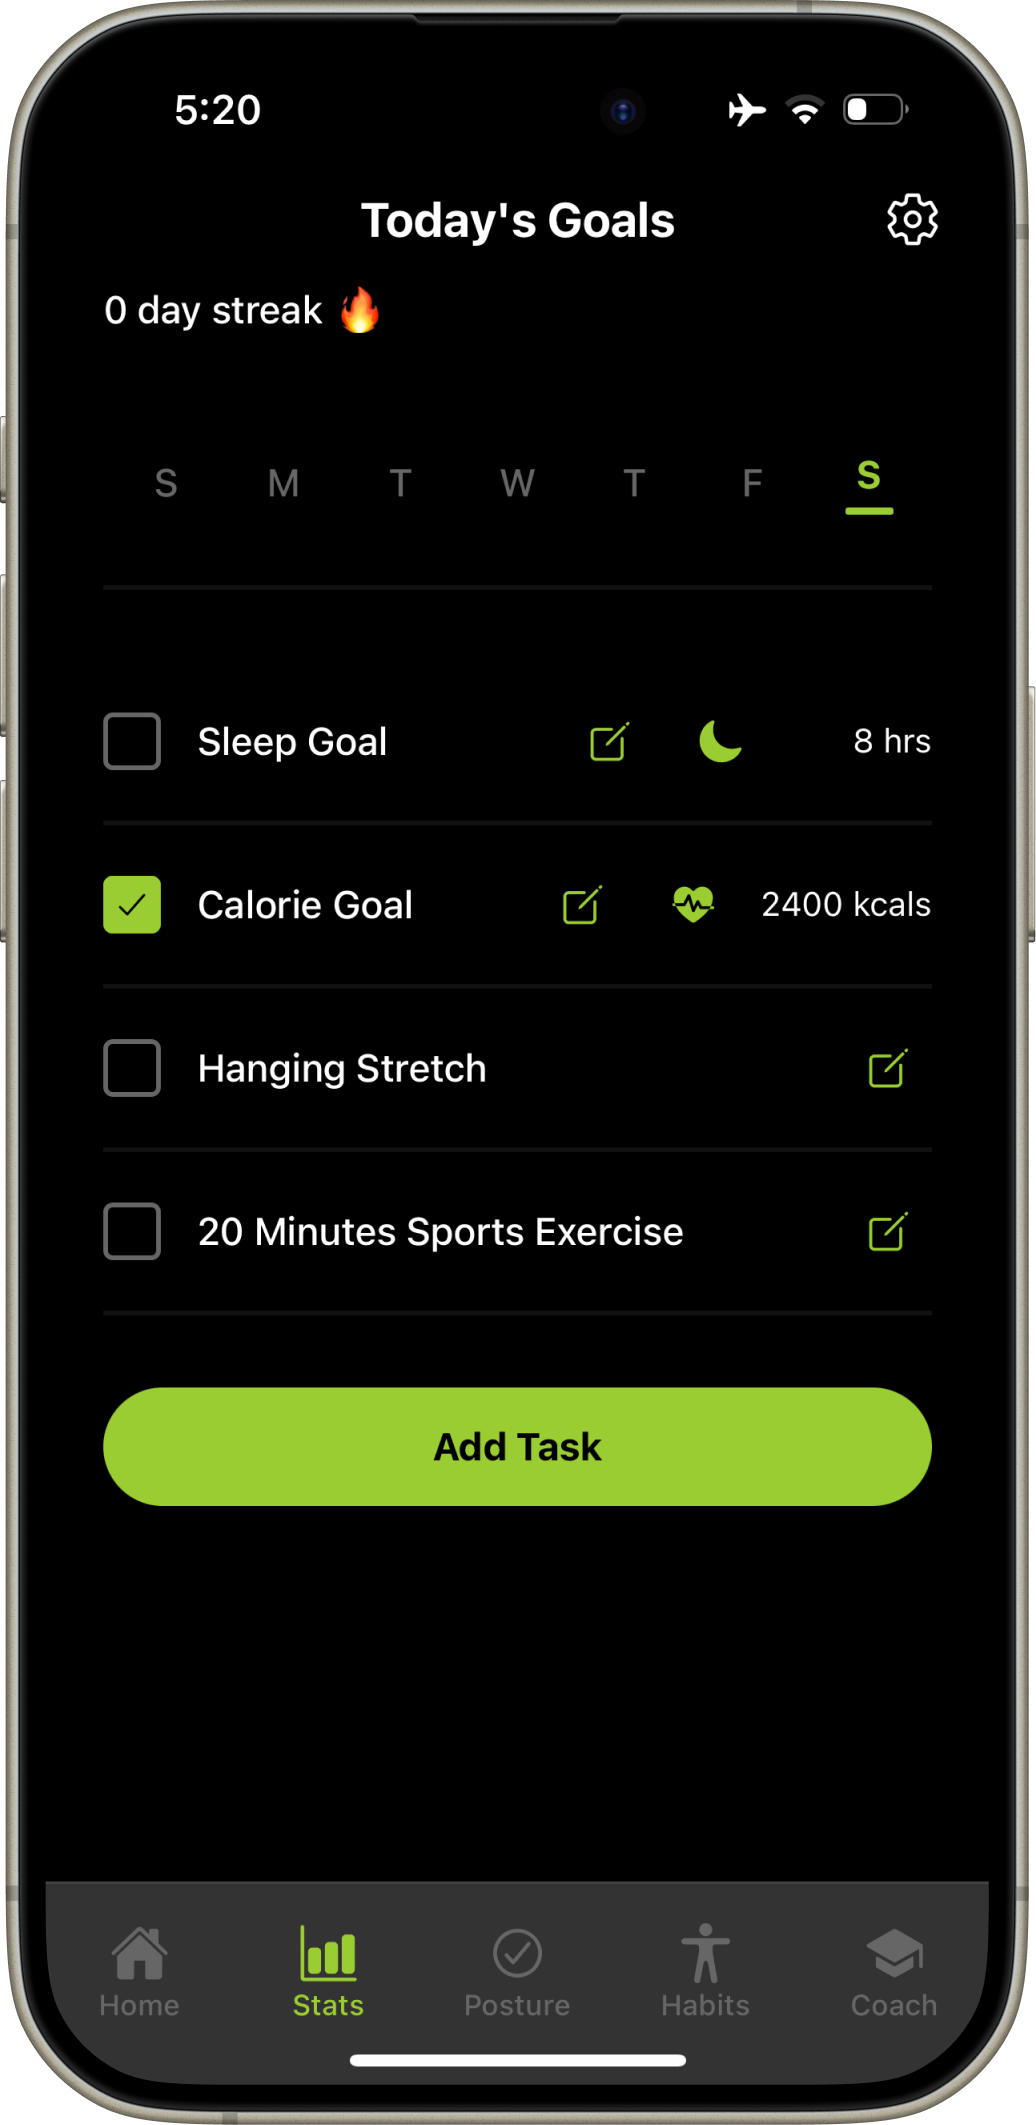 5:20
Today's Goals
0 day streak 🔥
S M T W T F S
Sleep Goal 8 hrs
Calorie Goal 2400 kcals
Hanging Stretch
20 Minutes Sports Exercise
Add Task
Home Stats Posture Habits Coach